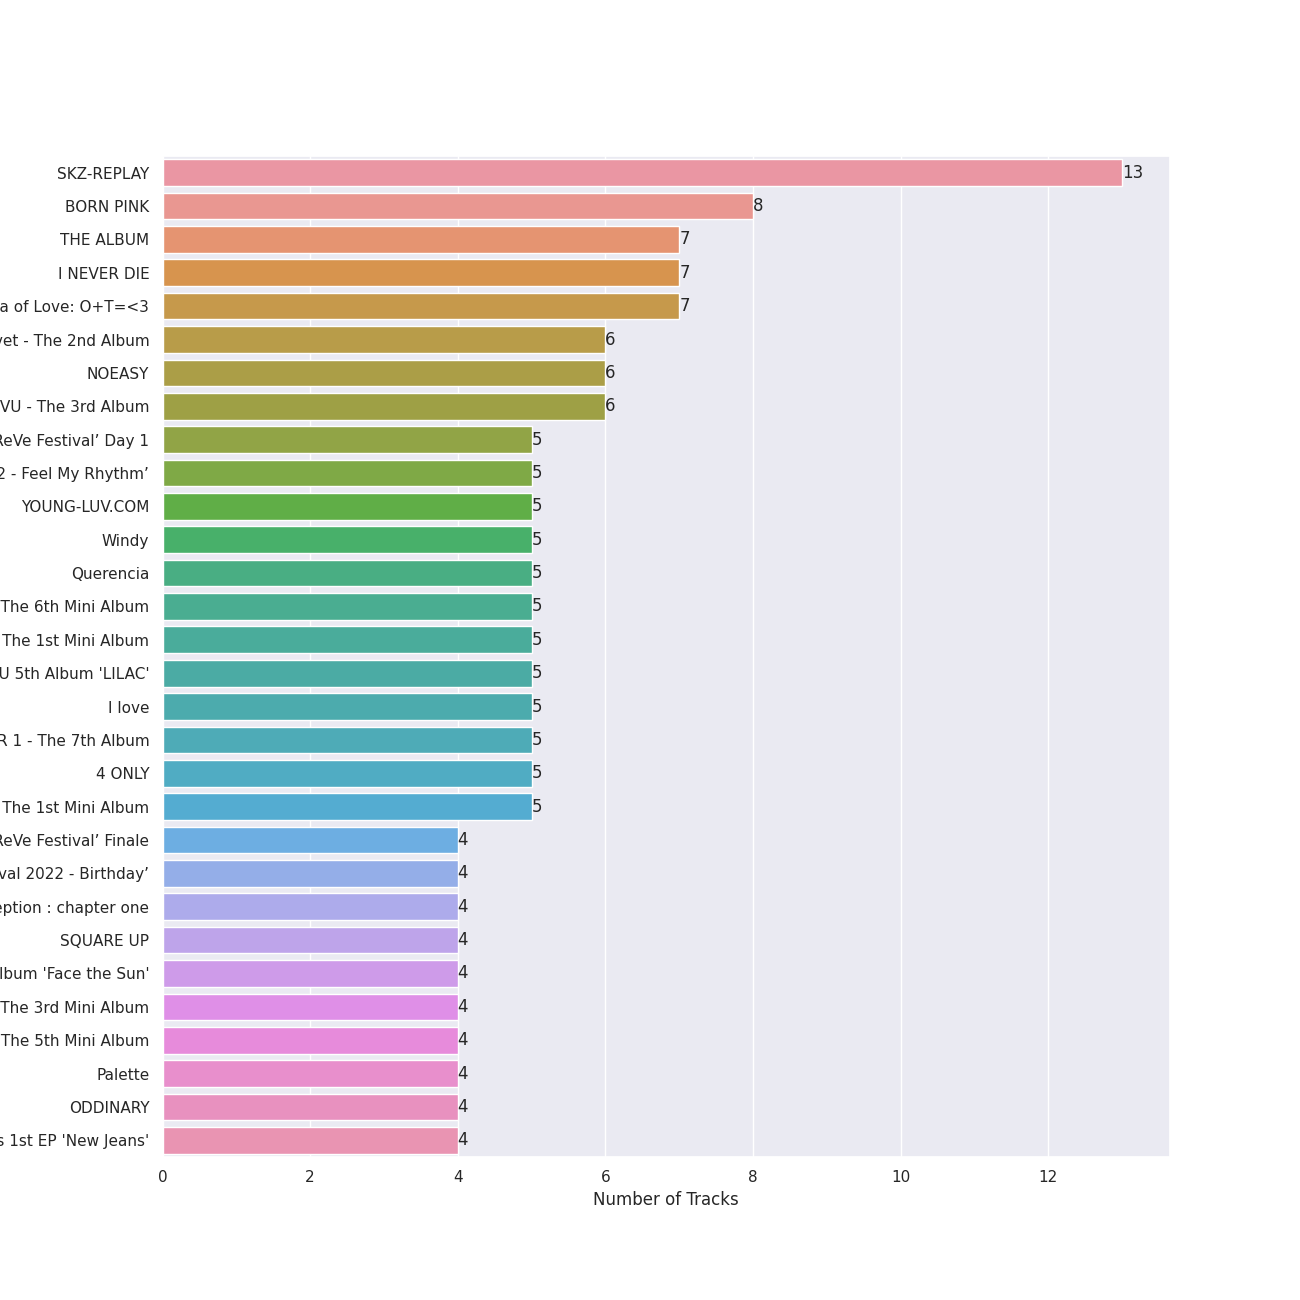 SKZ-REPLAY 13
BORN PINK 8
THE ALBUM 7
I NEVER DIE 7
a of Love: O+T=<3 7
vet - The 2nd Album 6
NOEASY 6
VU - The 3rd Album 6
ReVe Festival’ Day 1 5
2 - Feel My Rhythm’ 5
YOUNG-LUV.COM 5
Windy 5
Querencia 5
The 6th Mini Album 5
The 1st Mini Album 5
U 5th Album 'LILAC' 5
I love 5
R 1 - The 7th Album 5
4 ONLY 5
The 1st Mini Album 5
ReVe Festival’ Finale 4
val 2022 - Birthday’ 4
eption : chapter one 4
SQUARE UP 4
lbum 'Face the Sun' 4
The 3rd Mini Album 4
The 5th Mini Album 4
Palette 4
ODDINARY 4
s 1st EP 'New Jeans' 4
0 2 4 6 8 10 12
Number of Tracks